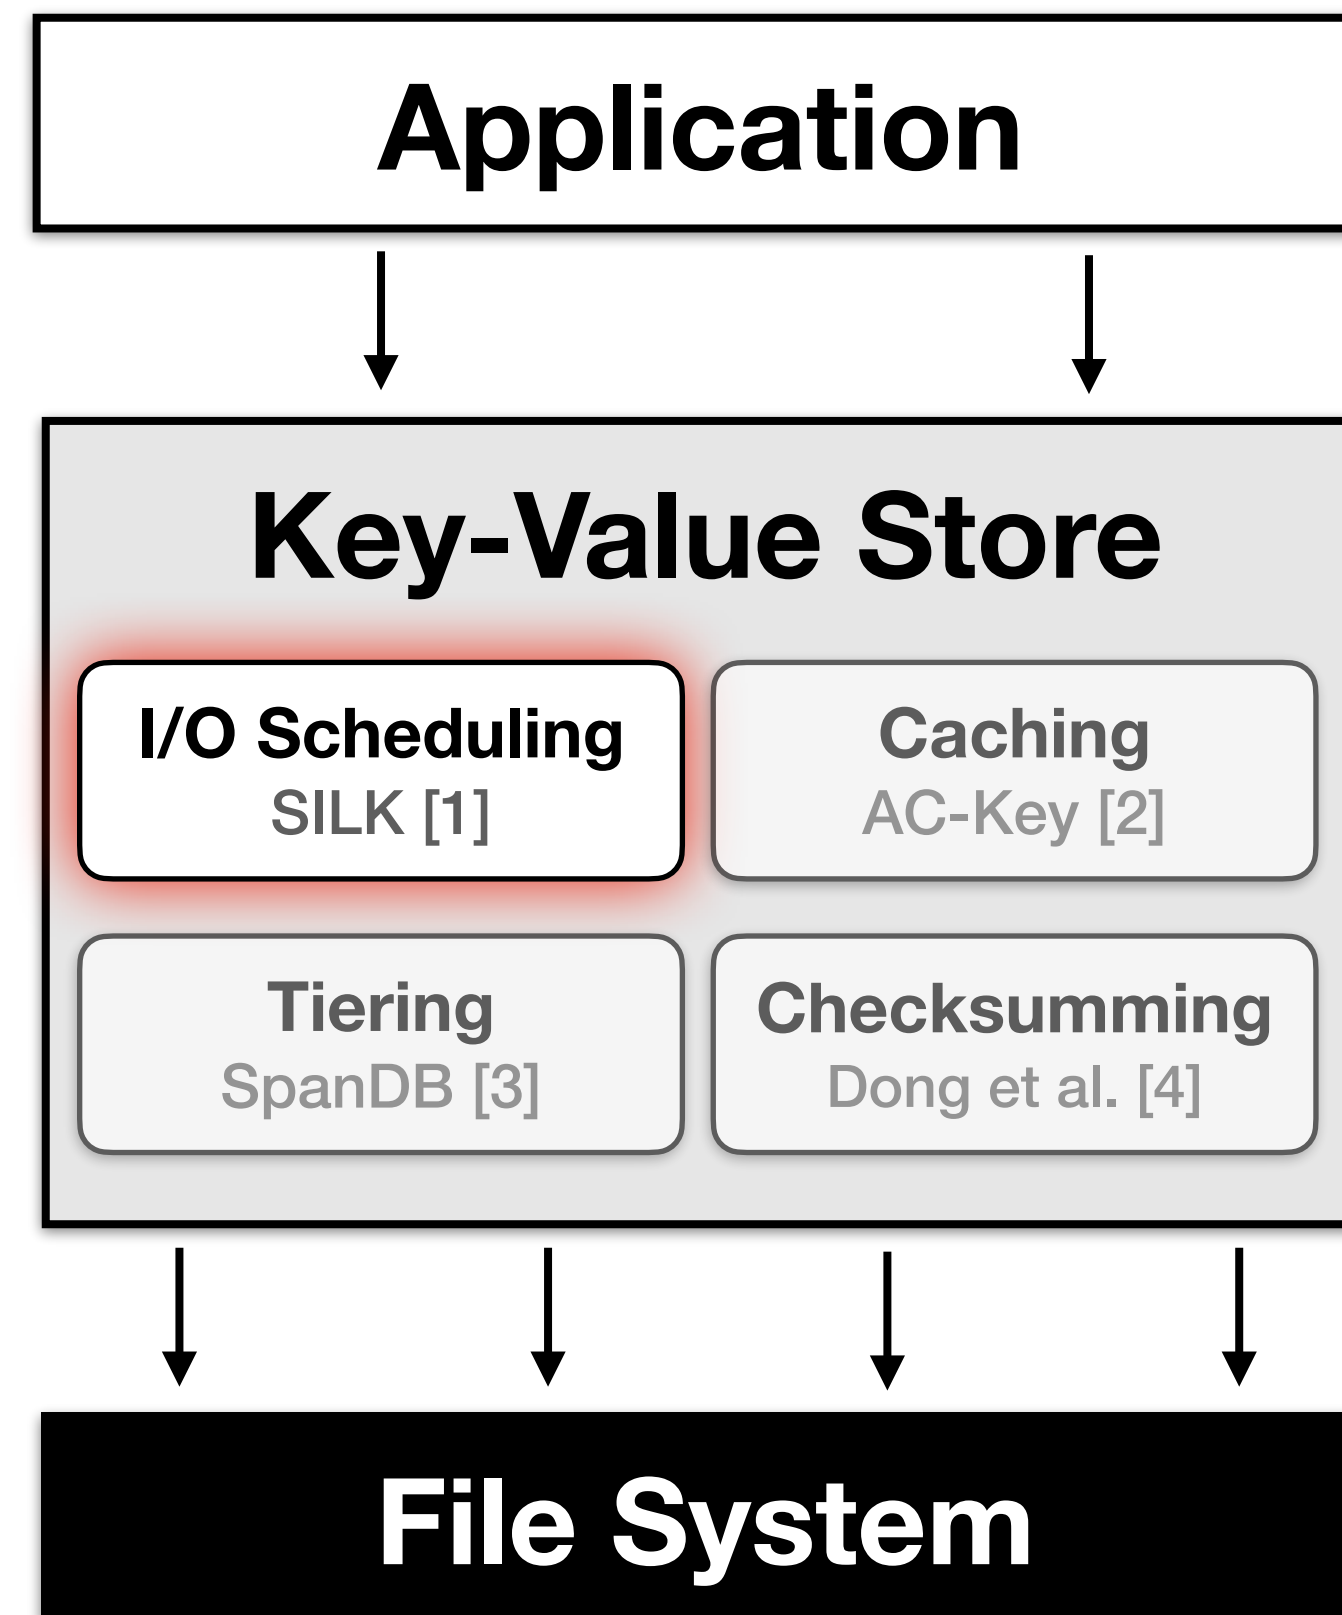 Application
Key-Value Store
I/O Scheduling
SILK [1]
Caching
AC-Key [2]
Tiering
SpanDB [3]
Checksumming
Dong et al. [4]
File System